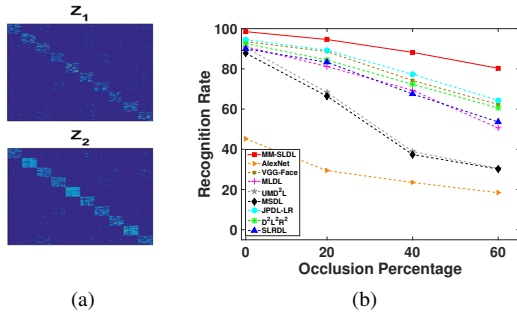 Z1
Z2
(a)
Recognition Rate
100
80
60
40
20
0
MM-SLDL
AlexNet
VGG-Face
MLDL
UMD²L
MSDL
JPDL-LR
D²L²R²
SLRDL
0 20 40 60
Occlusion Percentage
(b)